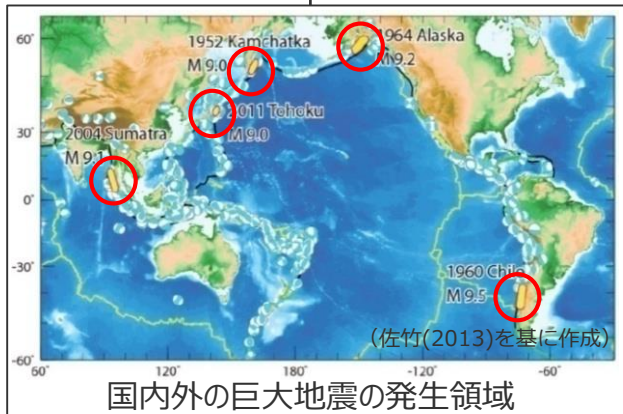 60°
1952 Kamchatka
M 9.0
1964 Alaska
M 9.2
2011 Tohoku
M 9.0
30°
2004 Sumatra
M 9.1
0°
-30°
1960 Chile
M 9.5
(佐竹(2013)を基に作成)
-60°
60° 120° 180° -120° -60°
国内外の巨大地震の発生領域